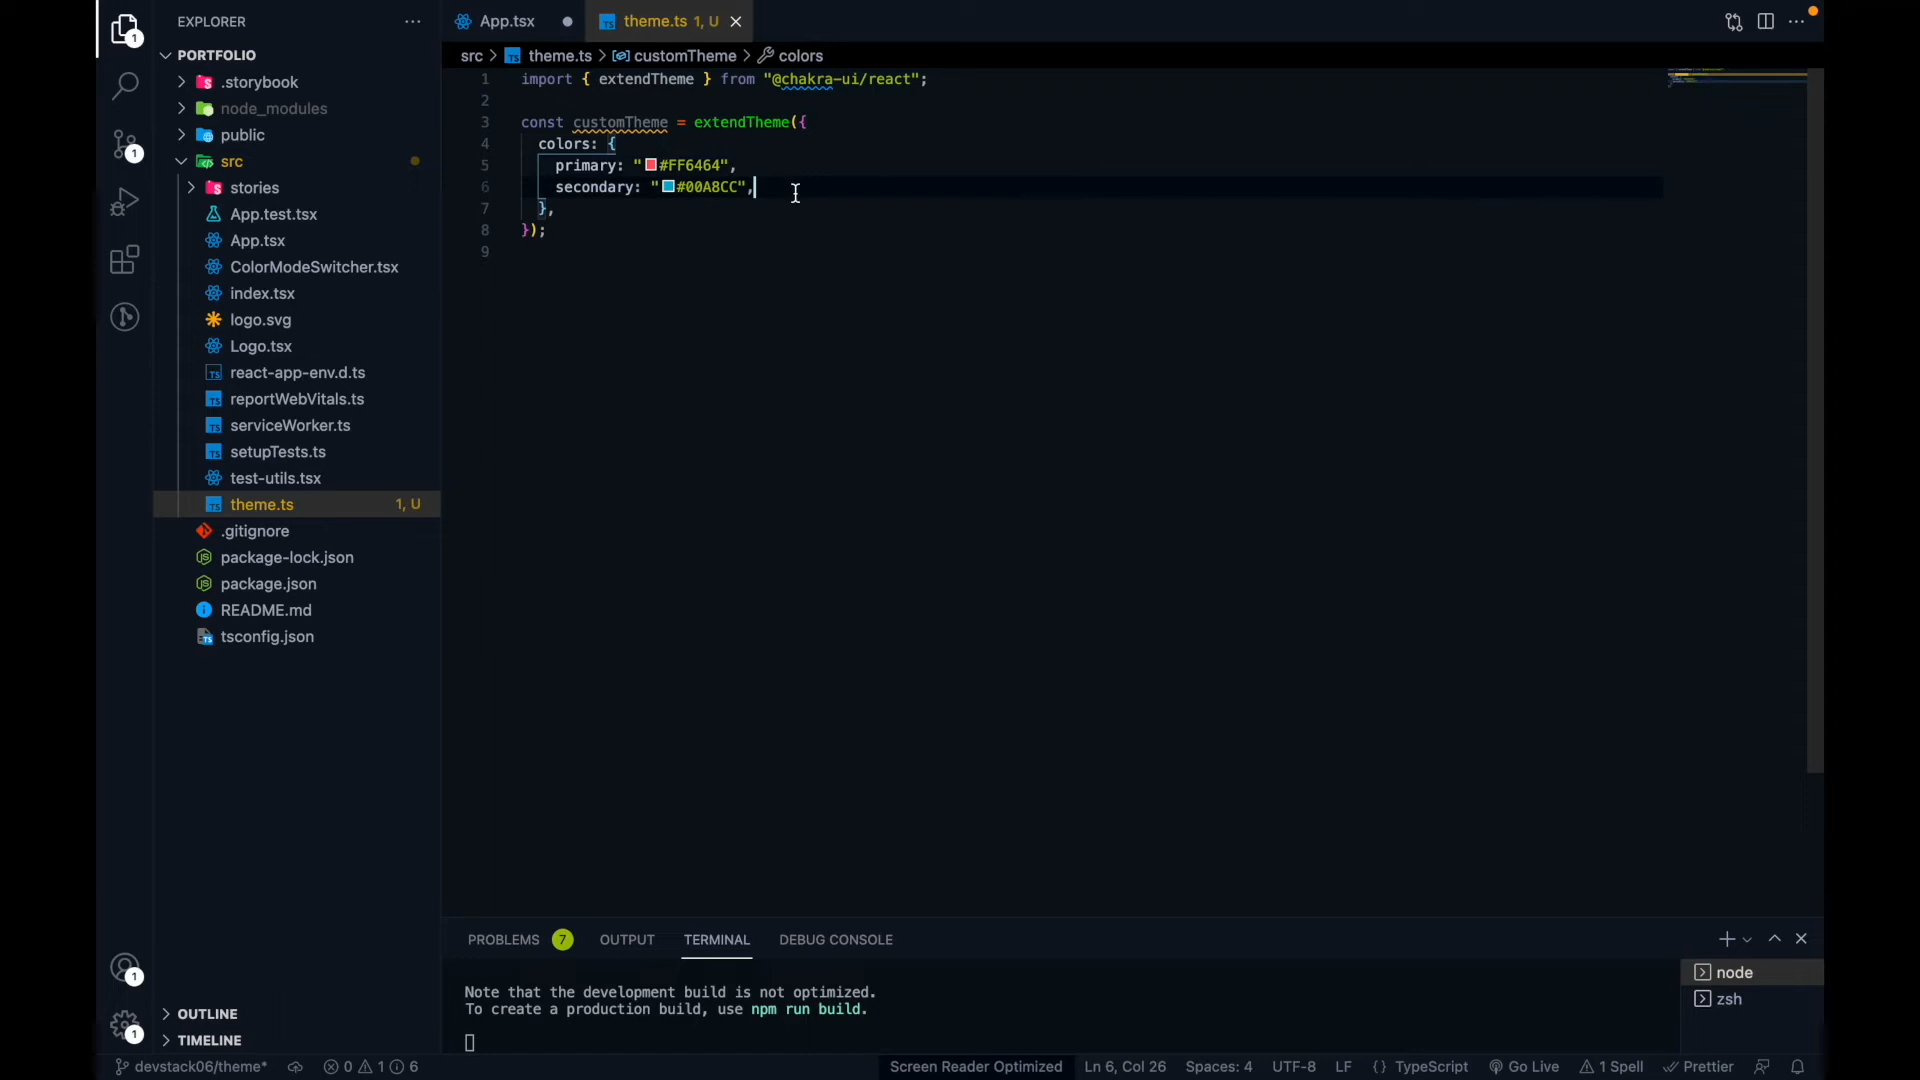 EXPLORER
PORTFOLIO
.storybook
node_modules
public
src
stories
App.test.tsx
App.tsx
ColorModeSwitcher.tsx
index.tsx
logo.svg
Logo.tsx
react-app-env.d.ts
reportWebVitals.ts
serviceWorker.ts
setupTests.ts
test-utils.tsx
theme.ts 1, U
.gitignore
package-lock.json
package.json
README.md
tsconfig.json
OUTLINE
TIMELINE
1
1
1
1
App.tsx
theme.ts 1, U
src > theme.ts > customTheme > colors
1 import { extendTheme } from "@chakra-ui/react";
2
3 const customTheme = extendTheme({
4 colors: {
5 primary: "#FF6464",
6 secondary: "#00A8CC",
7 },
8 });
9
PROBLEMS 7 OUTPUT TERMINAL DEBUG CONSOLE
Note that the development build is not optimized.
To create a production build, use npm run build.
node
zsh
devstack06/theme* 0 1 6 Screen Reader Optimized Ln 6, Col 26 Spaces: 4 UTF-8 LF {} TypeScript Go Live 1 Spell Prettier